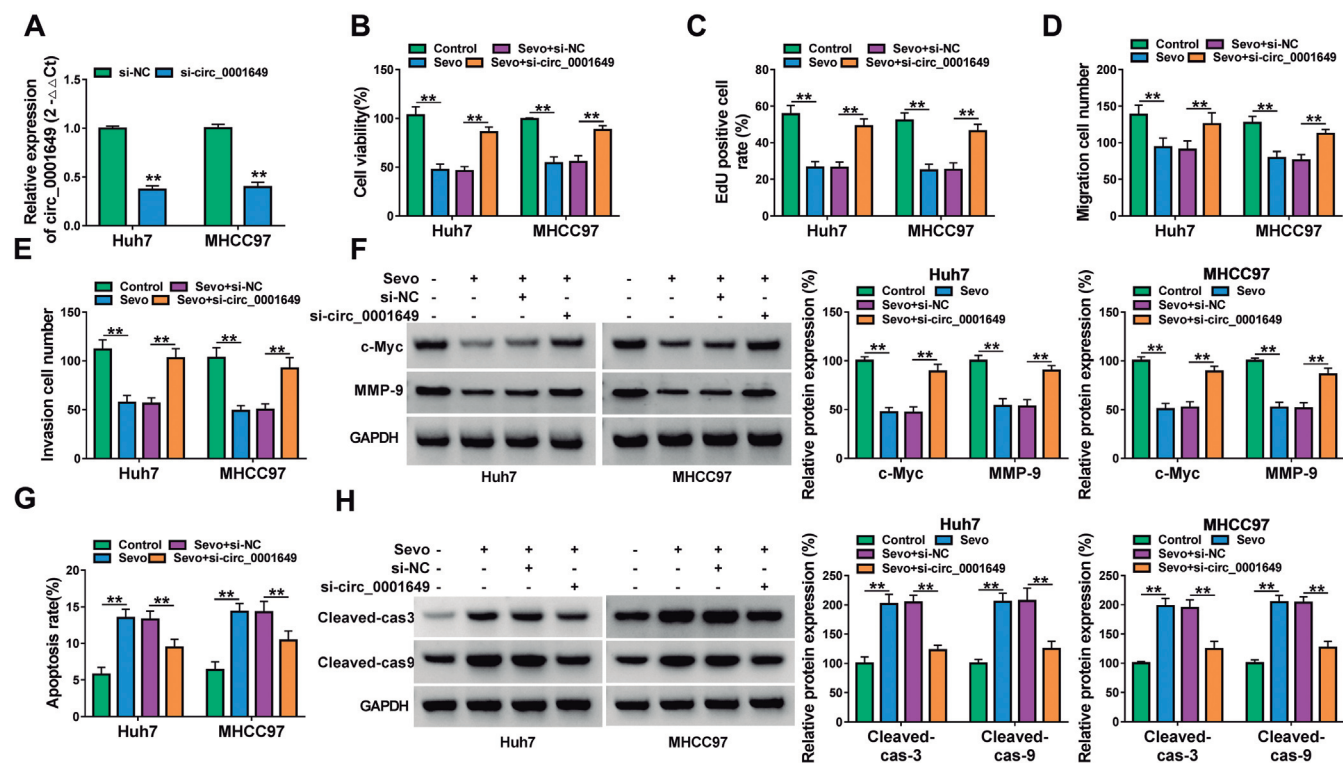 A
si-NC si-circ_0001649
Relative expression
of circ_0001649 (2 -△△Ct)
1.5
1.0
0.5
0.0
** **
Huh7 MHCC97
B
Control Sevo+si-NC
Sevo Sevo+si-circ_0001649
Cell viability(%)
150
100
50
0
** ** ** **
Huh7 MHCC97
C
Control Sevo+si-NC
Sevo Sevo+si-circ_0001649
EdU positive cell
rate (%)
80
60
40
20
0
** ** ** **
Huh7 MHCC97
D
Control Sevo+si-NC
Sevo Sevo+si-circ_0001649
Migration cell number
200
150
100
50
0
** ** ** **
Huh7 MHCC97
E
Control Sevo+si-NC
Sevo Sevo+si-circ_0001649
Invasion cell number
150
100
50
0
** ** ** **
Huh7 MHCC97
F
Sevo - + + + - + + +
si-NC - - + - - - + -
si-circ_0001649 - - - + - - - +
c-Myc
MMP-9
GAPDH
Huh7 MHCC97
Huh7
Control Sevo
Sevo+si-NC
Sevo+si-circ_0001649
Relative protein expression (%)
200
150
100
50
0
** ** ** **
c-Myc MMP-9
MHCC97
Control Sevo
Sevo+si-NC
Sevo+si-circ_0001649
Relative protein expression (%)
200
150
100
50
0
** ** ** **
c-Myc MMP-9
G
Control Sevo+si-NC
Sevo Sevo+si-circ_0001649
Apoptosis rate(%)
20
15
10
5
0
** ** ** **
Huh7 MHCC97
H
Sevo - + + + - + + +
si-NC - - + - - - + -
si-circ_0001649 - - - + - - - +
Cleaved-cas3
Cleaved-cas9
GAPDH
Huh7 MHCC97
Huh7
Control Sevo
Sevo+si-NC
Sevo+si-circ_0001649
Relative protein expression (%)
250
200
150
100
50
0
** ** ** **
Cleaved- Cleaved-
cas-3 cas-9
MHCC97
Control Sevo
Sevo+si-NC
Sevo+si-circ_0001649
Relative protein expression (%)
250
200
150
100
50
0
** ** ** **
Cleaved- Cleaved-
cas-3 cas-9